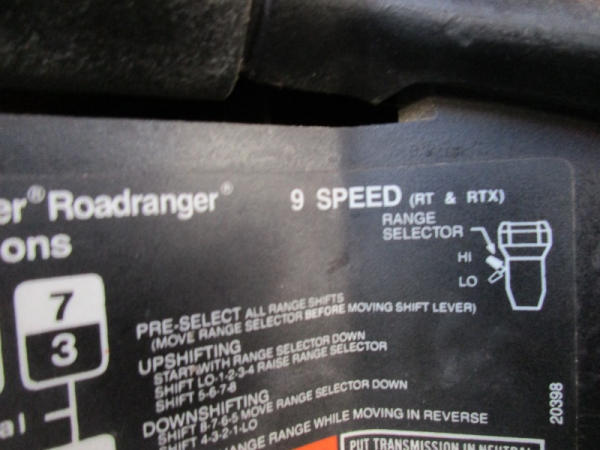 er® Roadranger® 9 SPEED (RT & RTX)
ons
RANGE
SELECTOR
HI
LO
7
3
PRE-SELECT ALL RANGE SHIFTS
(MOVE RANGE SELECTOR BEFORE MOVING SHIFT LEVER)
UPSHIFTING
START WITH RANGE SELECTOR DOWN
SHIFT LO-1-2-3-4 RAISE RANGE SELECTOR
SHIFT 5-6-7-8
DOWNSHIFTING
SHIFT 8-7-6-5 MOVE RANGE SELECTOR DOWN
SHIFT 4-3-2-1-LO
HANGE RANGE WHILE MOVING IN REVERSE
al
20398
PUT TRANSMISSION IN NEUTRAL